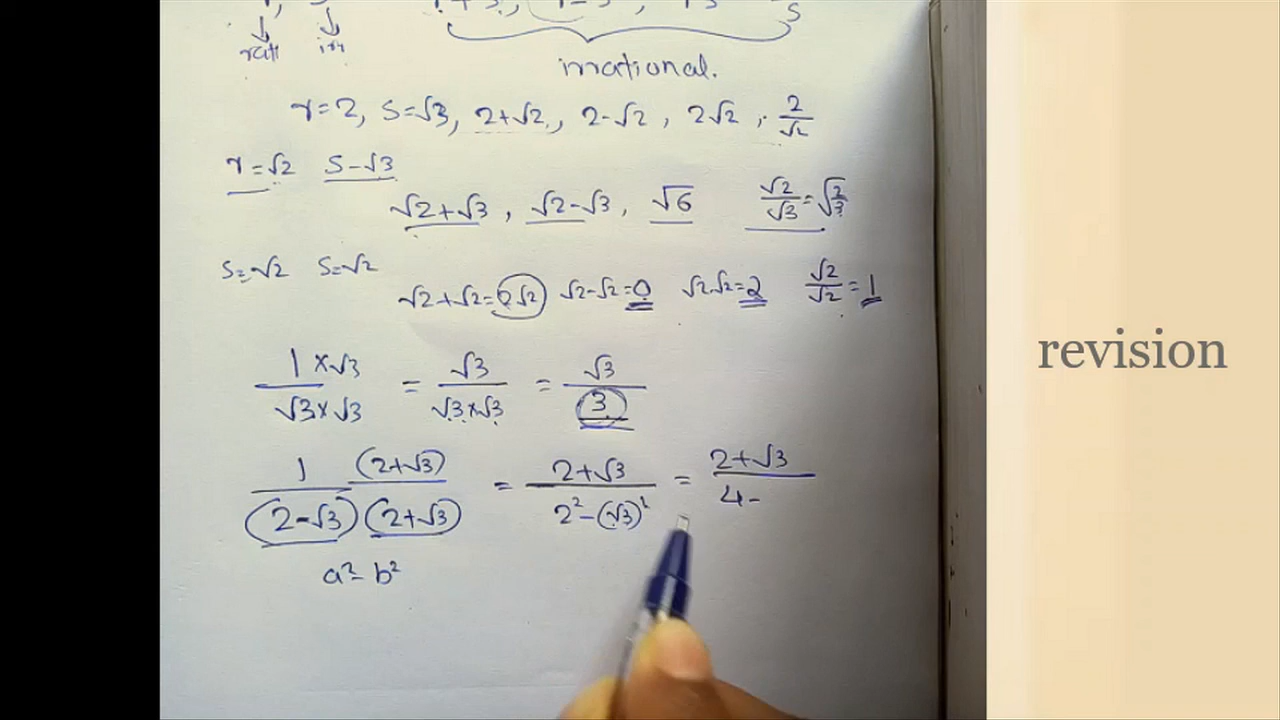 rati irr
irrational.
r=2, s=√3, 2+√2, 2-√2, 2√2, 2/√2
r=√2 s-√3
√2+√3, √2-√3, √6 √2/√3=√2/3
s=√2 s=√2
√2+√2=2√2 √2-√2=0 √2·√2=2 √2/√2=1
1×√3/√3×√3 = √3/√3×√3 = √3/3
1 (2+√3)/(2-√3)(2+√3) = 2+√3/2²-(√3)² = 2+√3/4-
a²-b²
revision